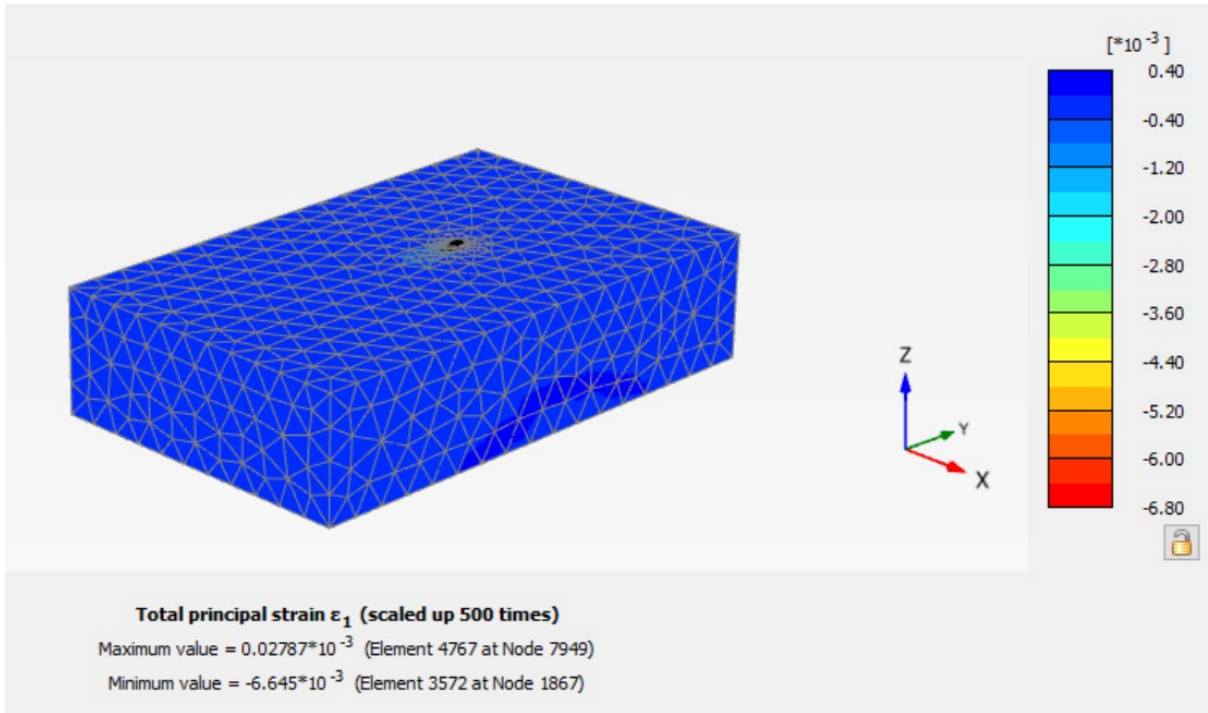 [*10 -3 ]
0.40
-0.40
-1.20
-2.00
-2.80
-3.60
-4.40
-5.20
-6.00
-6.80
Z
Y
X
Total principal strain ε1 (scaled up 500 times)
Maximum value = 0.02787*10 -3 (Element 4767 at Node 7949)
Minimum value = -6.645*10 -3 (Element 3572 at Node 1867)